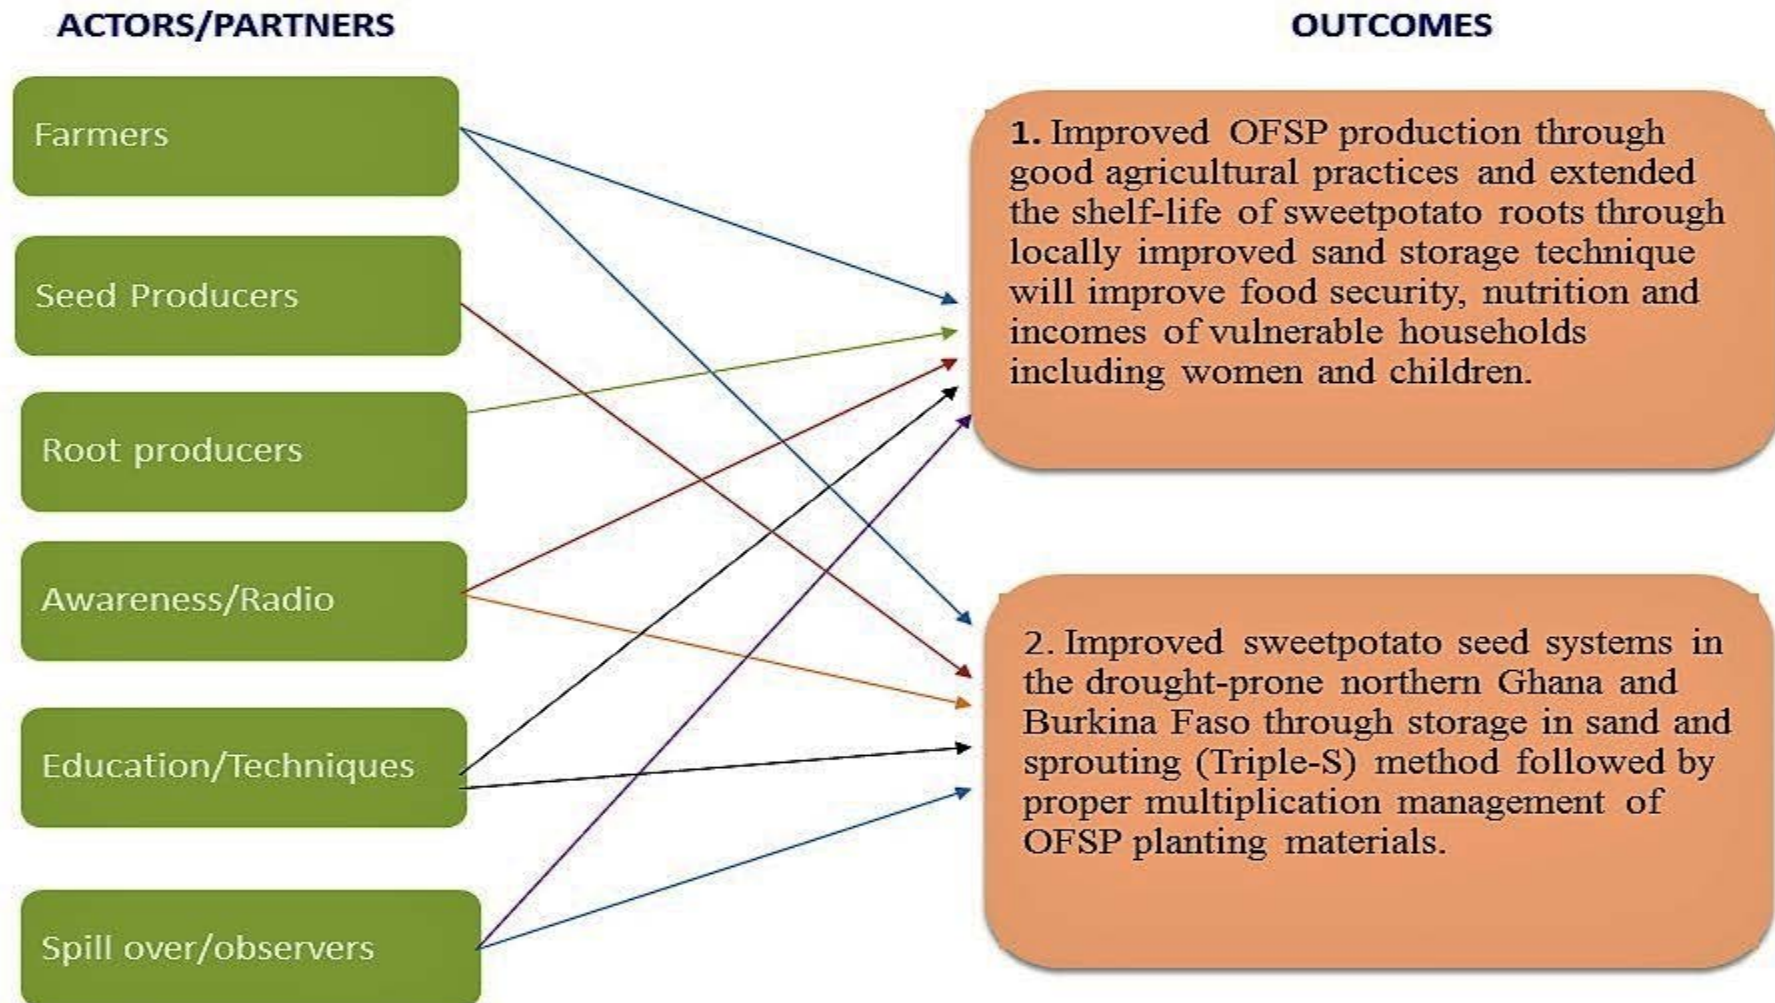 ACTORS/PARTNERS
OUTCOMES
Farmers
Seed Producers
Root producers
Awareness/Radio
Education/Techniques
Spill over/observers
1. Improved OFSP production through
good agricultural practices and extended
the shelf-life of sweetpotato roots through
locally improved sand storage technique
will improve food security, nutrition and
incomes of vulnerable households
including women and children.
2. Improved sweetpotato seed systems in
the drought-prone northern Ghana and
Burkina Faso through storage in sand and
sprouting (Triple-S) method followed by
proper multiplication management of
OFSP planting materials.